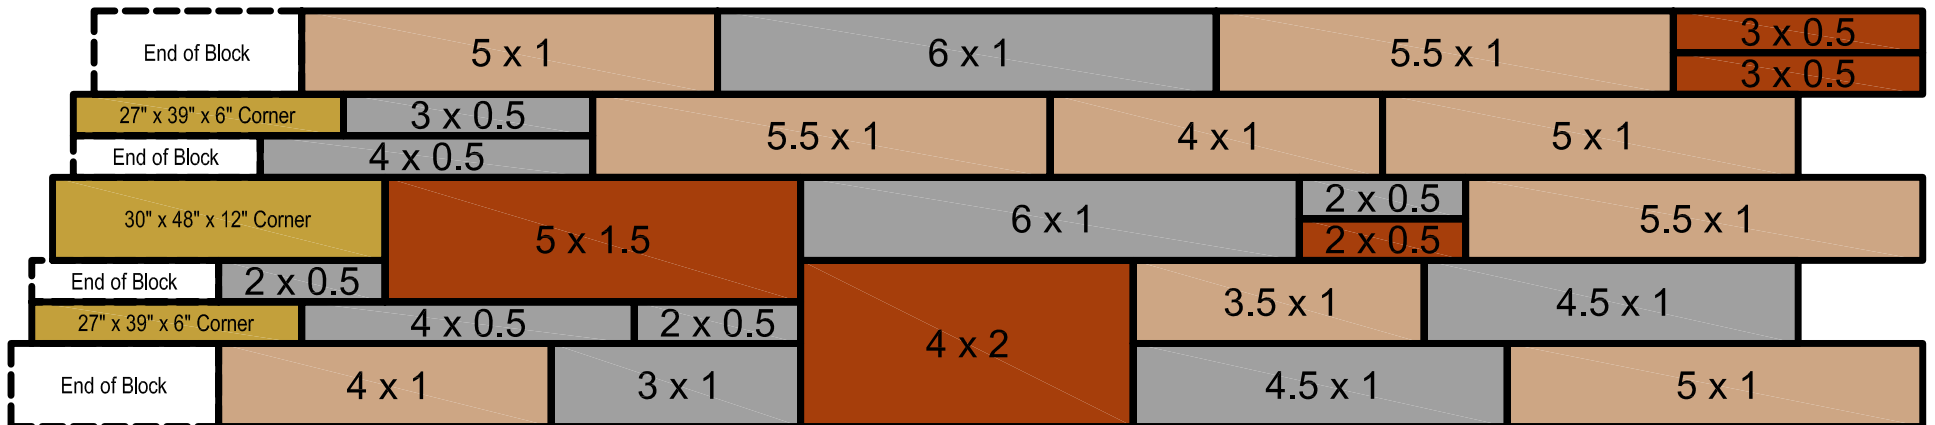 End of Block
5 x 1
6 x 1
5.5 x 1
3 x 0.5
3 x 0.5
27" x 39" x 6" Corner
3 x 0.5
5.5 x 1
4 x 1
5 x 1
End of Block
4 x 0.5
30" x 48" x 12" Corner
5 x 1.5
6 x 1
2 x 0.5
5.5 x 1
2 x 0.5
End of Block
2 x 0.5
3.5 x 1
4.5 x 1
27" x 39" x 6" Corner
4 x 0.5
2 x 0.5
4 x 2
End of Block
4 x 1
3 x 1
4.5 x 1
5 x 1